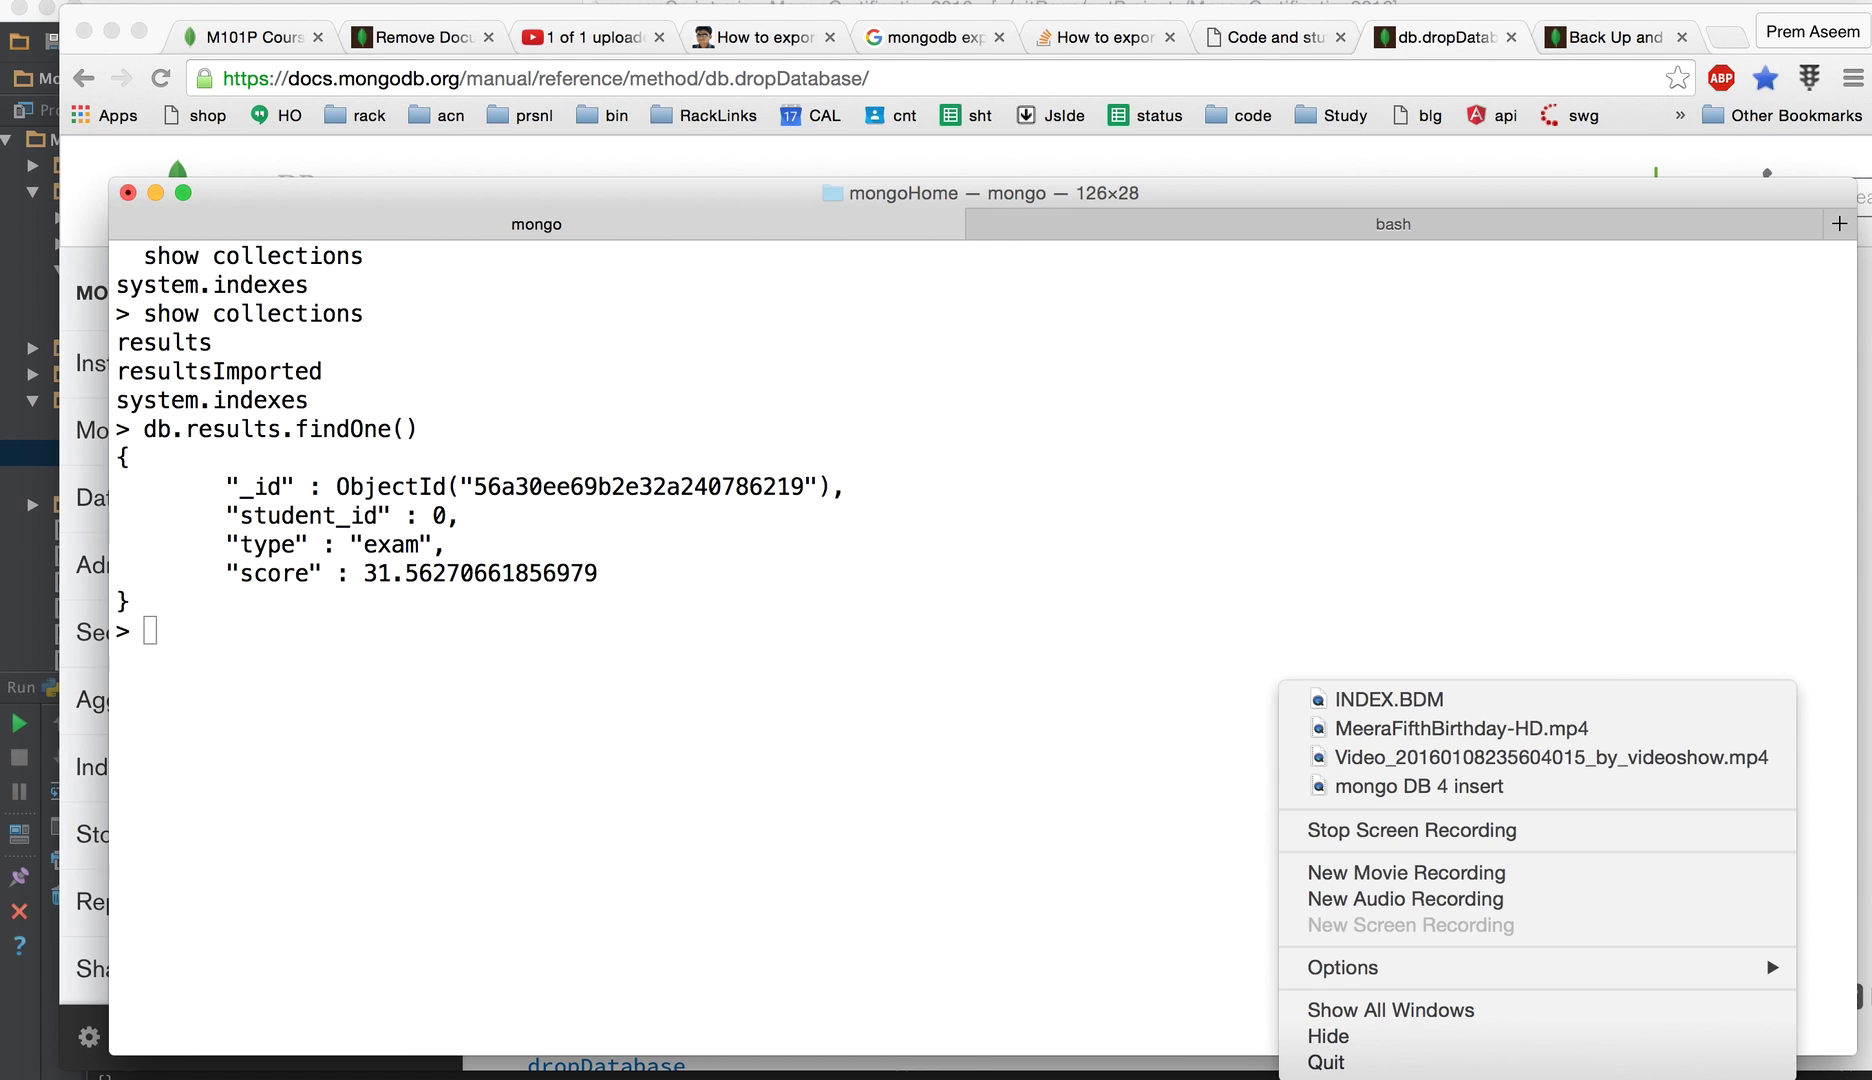 M101P Cours
Remove Docu
1 of 1 upload
How to expor
mongodb exp
How to expor
Code and stu
db.dropDatab
Back Up and
Prem Aseem
https://docs.mongodb.org/manual/reference/method/db.dropDatabase/
ABP
Apps
shop
HO
rack
acn
prsnl
bin
RackLinks
17
CAL
cnt
sht
Jslde
status
code
Study
blg
api
swg
»
Other Bookmarks
mongoHome — mongo — 126×28
mongo
bash
+
show collections
system.indexes
> show collections
results
resultsImported
system.indexes
> db.results.findOne()
{
"_id" : ObjectId("56a30ee69b2e32a240786219"),
"student_id" : 0,
"type" : "exam",
"score" : 31.56270661856979
}
>
MO
Inst
Mo
Dat
Adr
Sec
Agg
Ind
Sto
Rep
Sha
Run
?
INDEX.BDM
MeeraFifthBirthday-HD.mp4
Video_20160108235604015_by_videoshow.mp4
mongo DB 4 insert
Stop Screen Recording
New Movie Recording
New Audio Recording
New Screen Recording
Options
Show All Windows
Hide
Quit
dropDatabase